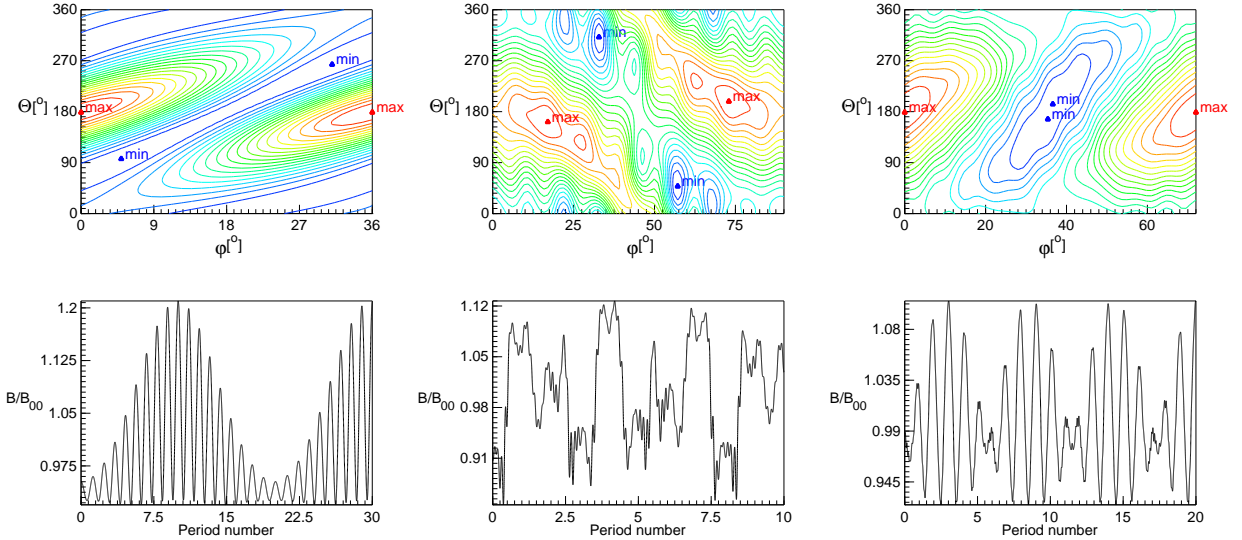 360
270
180
90
0
Θ[o]
max
min
min
max
0 9 18 27 36
φ[o]
360
270
180
90
0
Θ[o]
min
max
max
min
0 25 50 75
φ[o]
360
270
180
90
0
Θ[o]
max
min
min
max
0 20 40 60
φ[o]
1.2
1.125
1.05
0.975
B/B00
0 7.5 15 22.5 30
Period number
1.12
1.05
0.98
0.91
B/B00
0 2.5 5 7.5 10
Period number
1.08
1.035
0.99
0.945
B/B00
0 5 10 15 20
Period number